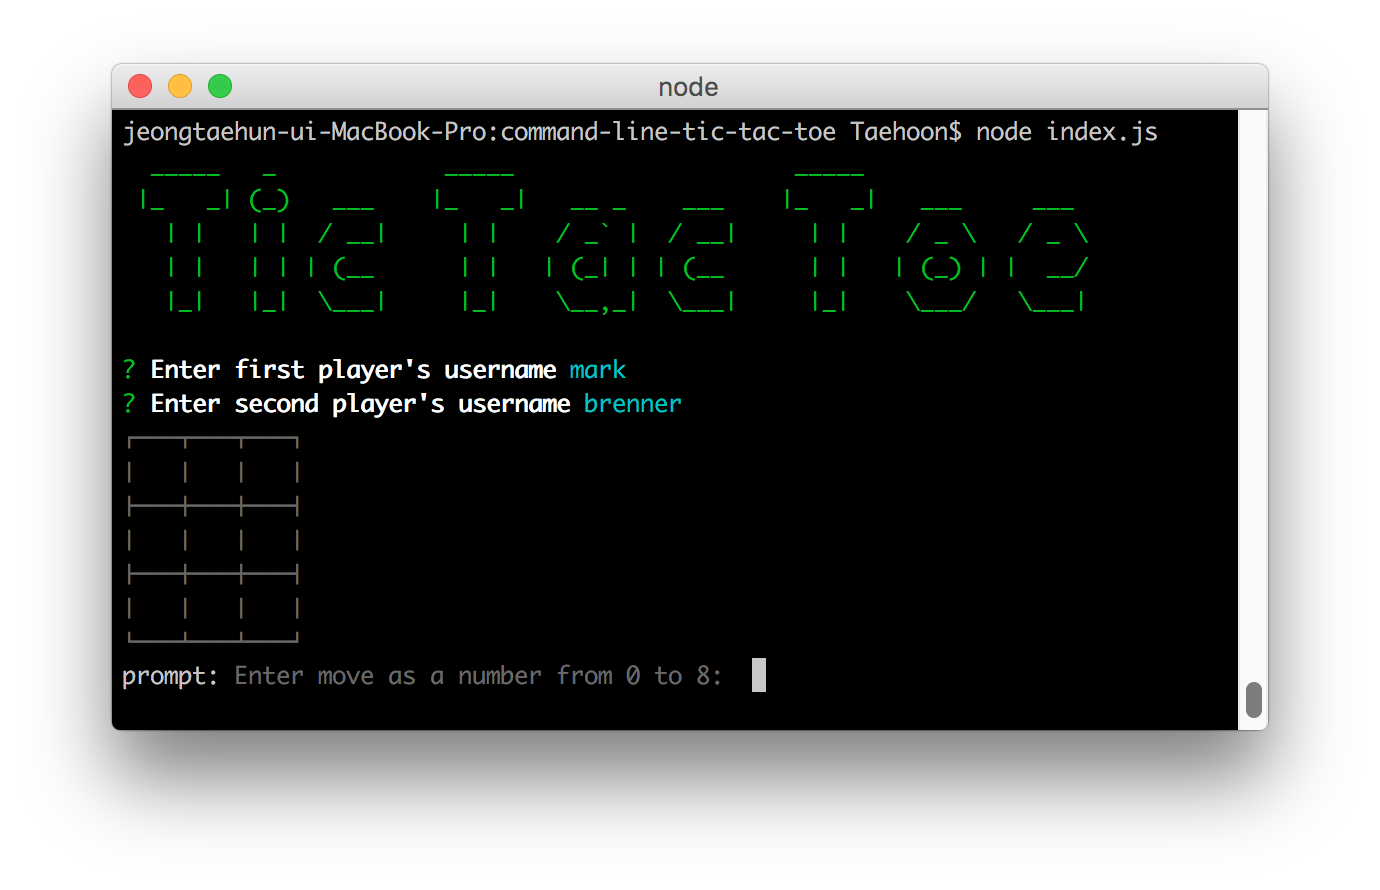 node
jeongtaehun-ui-MacBook-Pro:command-line-tic-tac-toe Taehoon$ node index.js
Tic Tac Toe
? Enter first player's username mark
? Enter second player's username brenner
prompt: Enter move as a number from 0 to 8: